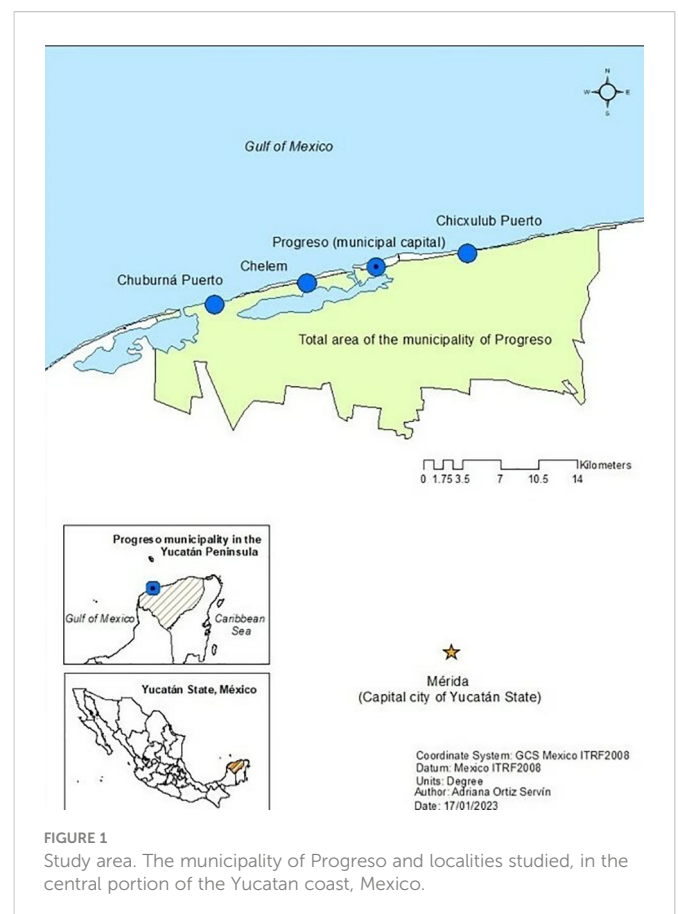 N
W E
S
Gulf of Mexico
Chicxulub Puerto
Progreso (municipal capital)
Chelem
Chuburná Puerto
Total area of the municipality of Progreso
Kilometers
0 1.75 3.5 7 10.5 14
Progreso municipality in the
Yucatán Peninsula
Gulf of Mexico
Caribbean
Sea
Yucatán State, México
Mérida
(Capital city of Yucatán State)
Coordinate System: GCS Mexico ITRF2008
Datum: Mexico ITRF2008
Units: Degree
Author: Adriana Ortiz Servín
Date: 17/01/2023
FIGURE 1
Study area. The municipality of Progreso and localities studied, in the
central portion of the Yucatan coast, Mexico.